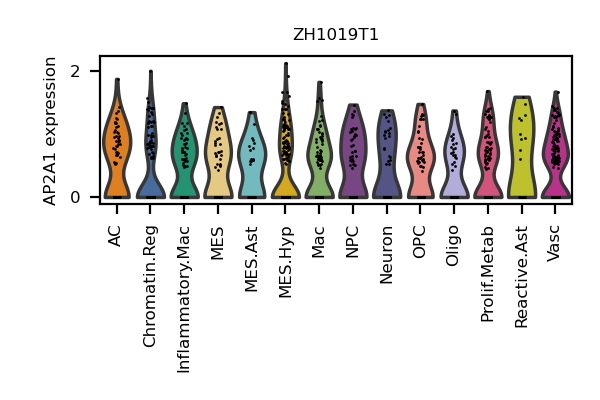 ZH1019T1
AP2A1 expression
2
0
AC
Chromatin.Reg
Inflammatory.Mac
MES
MES.Ast
MES.Hyp
Mac
NPC
Neuron
OPC
Oligo
Prolif.Metab
Reactive.Ast
Vasc